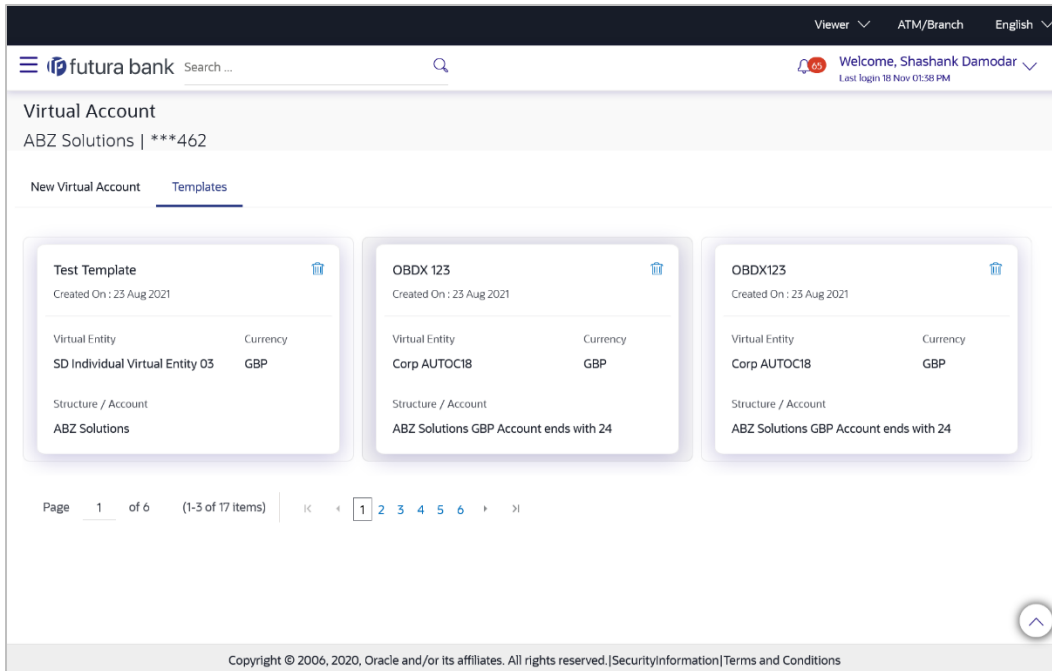 Viewer ATM/Branch English
futura bank Search ... 65 Welcome, Shashank Damodar
Last login 18 Nov 01:38 PM
Virtual Account
ABZ Solutions | ***462
New Virtual Account Templates
Test Template OBDX 123 OBDX123
Created On : 23 Aug 2021 Created On : 23 Aug 2021 Created On : 23 Aug 2021
Virtual Entity Currency Virtual Entity Currency Virtual Entity Currency
SD Individual Virtual Entity 03 GBP Corp AUTOC18 GBP Corp AUTOC18 GBP
Structure / Account Structure / Account Structure / Account
ABZ Solutions ABZ Solutions GBP Account ends with 24 ABZ Solutions GBP Account ends with 24
Page 1 of 6 (1-3 of 17 items) 1 2 3 4 5 6
Copyright © 2006, 2020, Oracle and/or its affiliates. All rights reserved.|SecurityInformation|Terms and Conditions